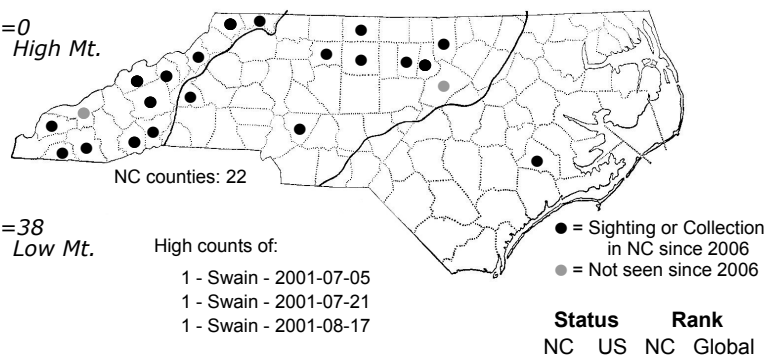 =0
High Mt.
NC counties: 22
=38
Low Mt.
High counts of:
1 - Swain - 2001-07-05
1 - Swain - 2001-07-21
1 - Swain - 2001-08-17
= Sighting or Collection
in NC since 2006
= Not seen since 2006
Status Rank
NC US NC Global